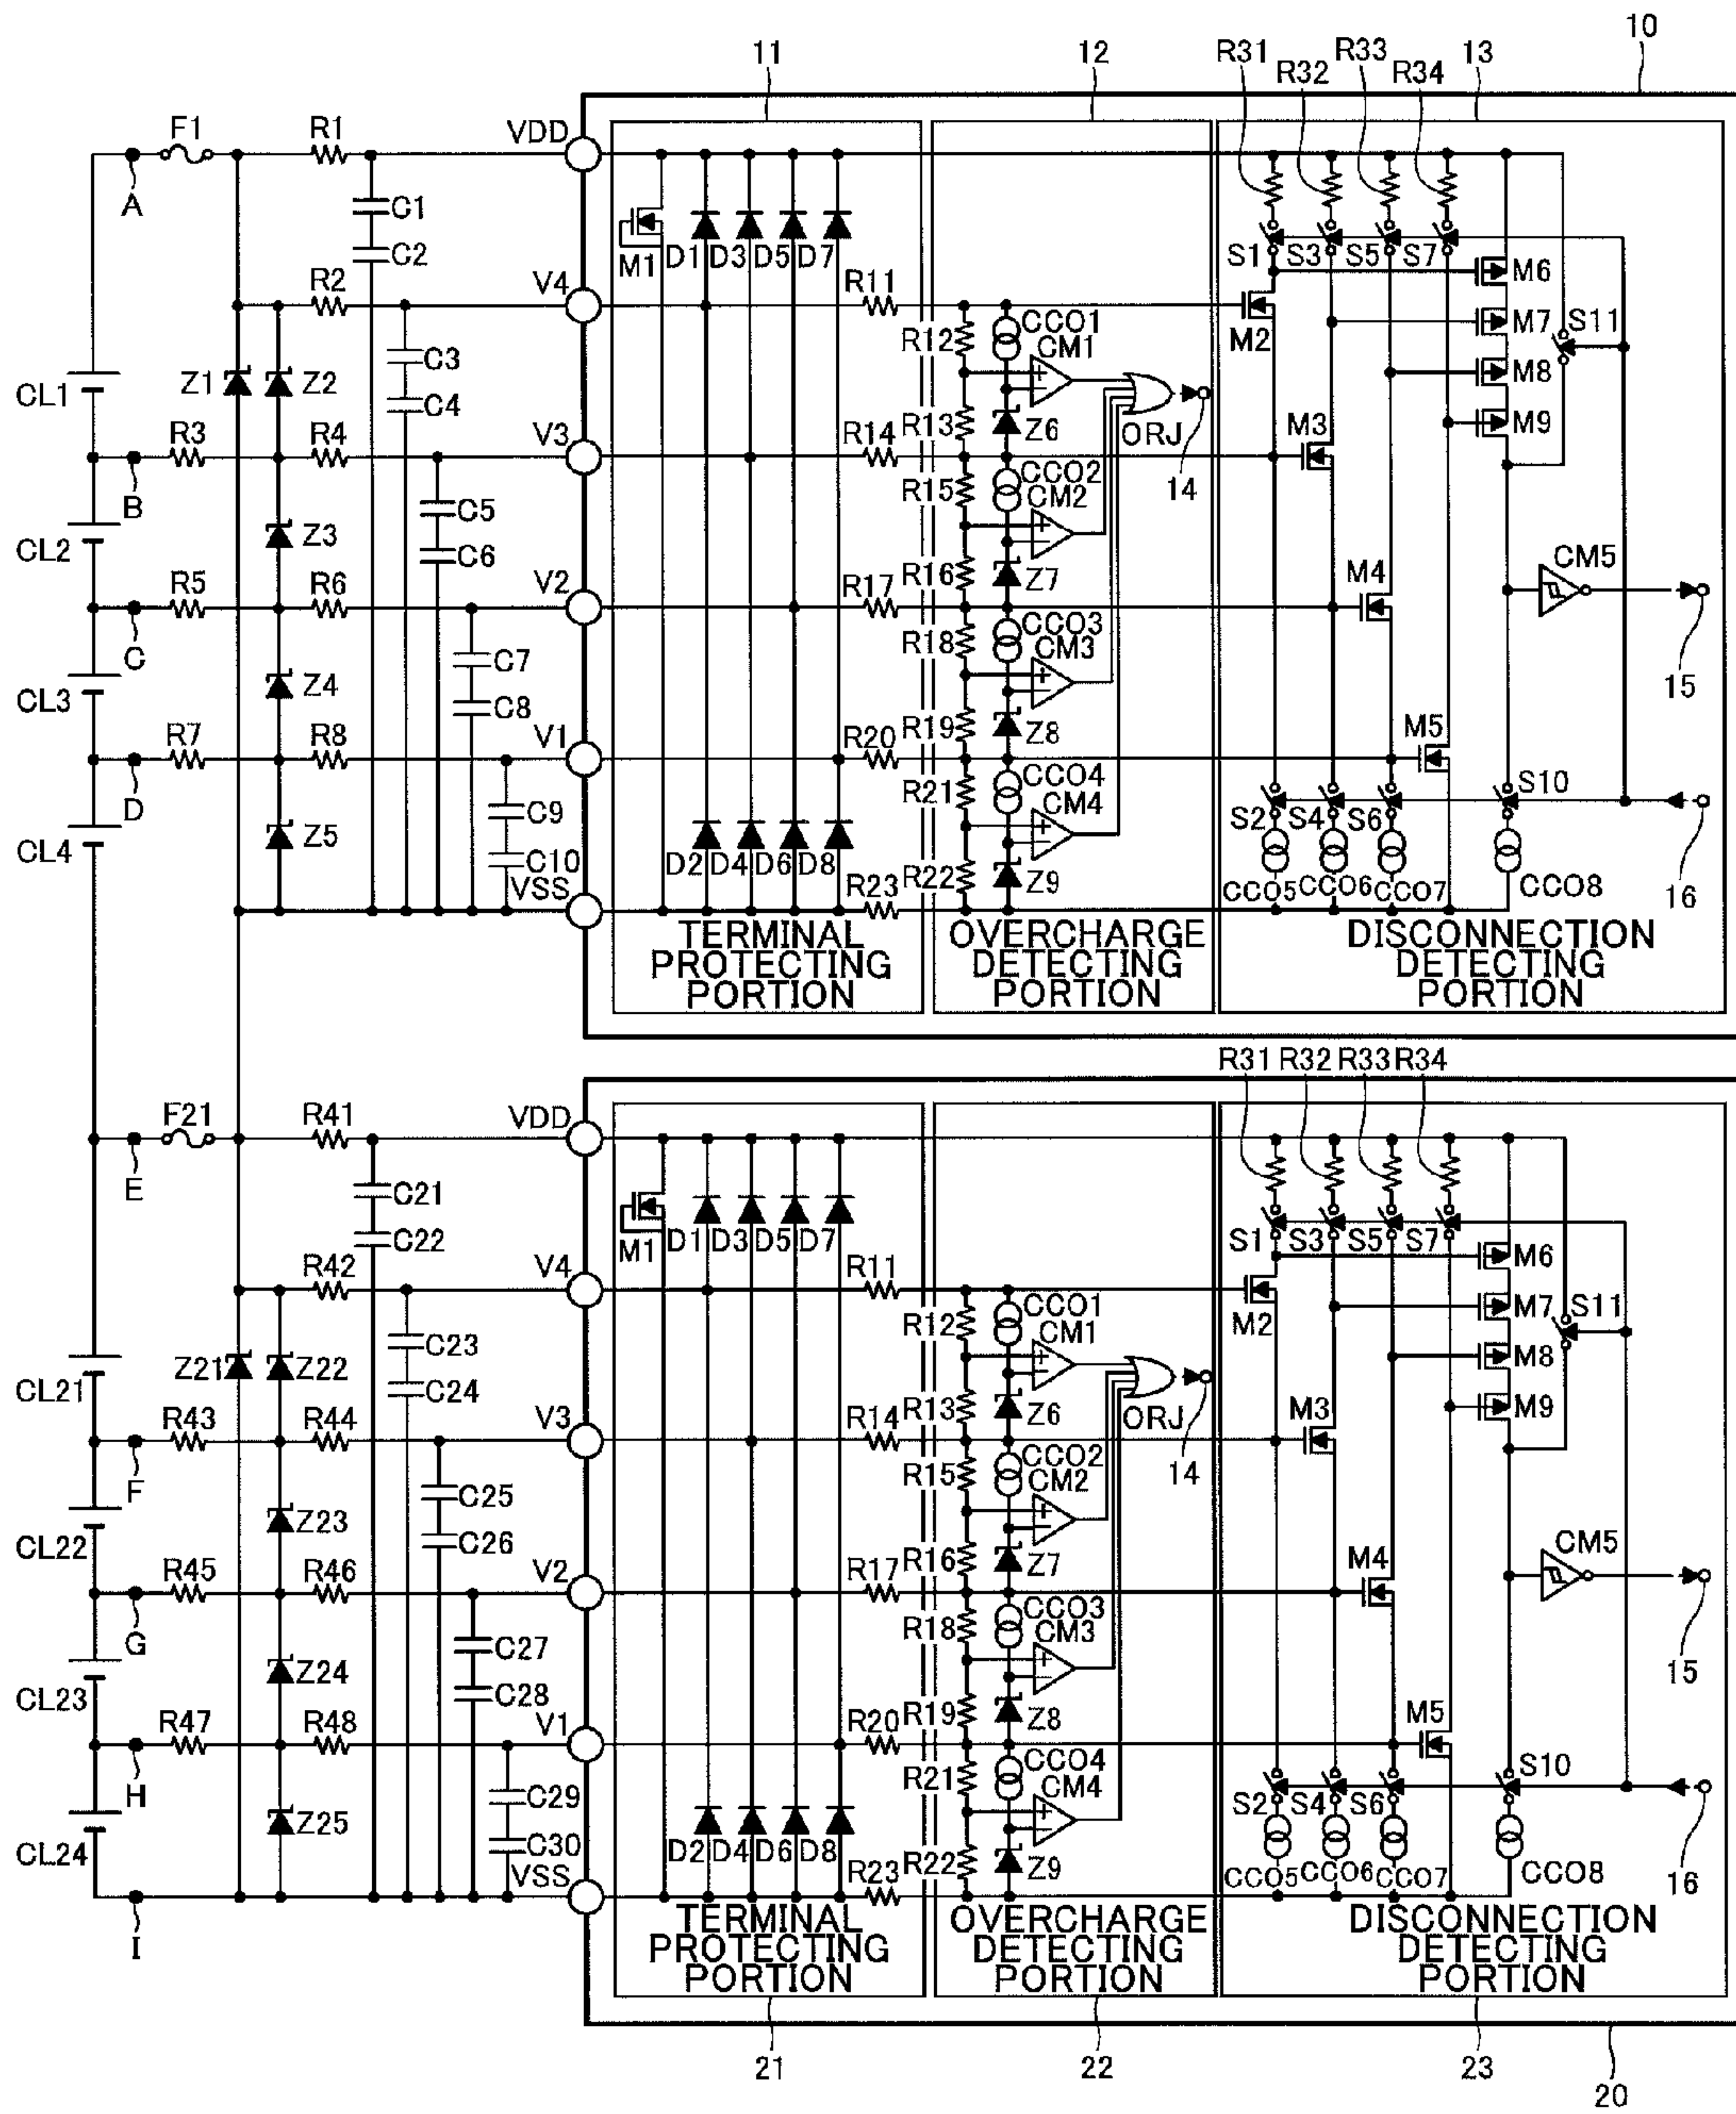 10
11
12
R31
R32
R33
R34
13
F1
R1
VDD
A
C1
C2
M1
D1
D3
D5
D7
S1
S3
S5
S7
M6
R2
V4
R11
M2
M7
S11
C3
C4
R12
CCO1
CM1
M8
CL1
Z1
Z2
R13
Z6
ORJ
14
M9
R3
R4
V3
R14
M3
B
C5
C6
R15
CCO2
CM2
CL2
Z3
R16
Z7
CM5
R5
R6
V2
R17
M4
C
C7
C8
R18
CCO3
CM3
15
CL3
Z4
R19
Z8
R7
R8
V1
R20
M5
D
C9
C10
R21
CCO4
CM4
S2
S4
S6
S10
CL4
Z5
VSS
D2
D4
D6
D8
R22
R23
Z9
CCO5
CCO6
CCO7
CCO8
16
TERMINAL
PROTECTING
PORTION
OVERCHARGE
DETECTING
PORTION
DISCONNECTION
DETECTING
PORTION
R31
R32
R33
R34
F21
R41
VDD
E
C21
C22
M1
D1
D3
D5
D7
S1
S3
S5
S7
M6
R42
V4
R11
M2
M7
S11
C23
C24
R12
CCO1
CM1
M8
CL21
Z21
Z22
R13
Z6
ORJ
14
M9
R43
R44
V3
R14
M3
F
C25
C26
R15
CCO2
CM2
CL22
Z23
R16
Z7
CM5
R45
R46
V2
R17
M4
G
C27
C28
R18
CCO3
CM3
15
CL23
Z24
R19
Z8
R47
R48
V1
R20
M5
H
C29
C30
R21
CCO4
CM4
S2
S4
S6
S10
CL24
Z25
VSS
D2
D4
D6
D8
R22
R23
Z9
CCO5
CCO6
CCO7
CCO8
16
I
TERMINAL
PROTECTING
PORTION
OVERCHARGE
DETECTING
PORTION
DISCONNECTION
DETECTING
PORTION
21
22
23
20